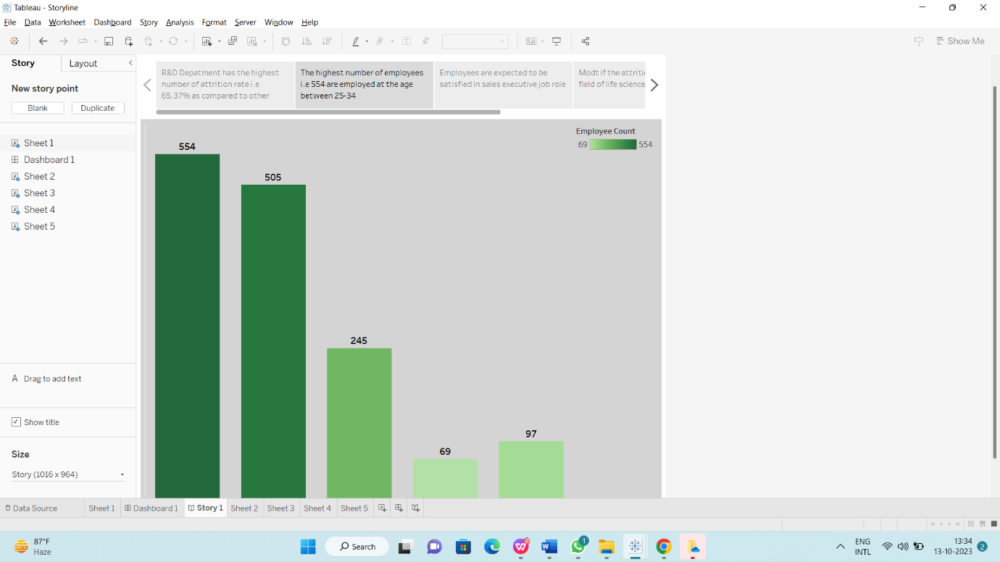 Tableau - Storyline
File Data Worksheet Dashboard Story Analysis Format Server Window Help
Show Me
Story
Layout
New story point
Blank
Duplicate
Sheet 1
Dashboard 1
Sheet 2
Sheet 3
Sheet 4
Sheet 5
A Drag to add text
Show title
Size
Story (1016 x 964)
R&D Depatment has the highest
number of attrition rate i.e
65.37% as compared to other
The highest number of employees
i.e 554 are employed at the age
between 25-34
Employees are expected to be
satisfied in sales executive job role
Modt if the attriti
field of life science
Employee Count
69 554
554
505
245
69
97
Data Source Sheet 1 Dashboard 1 Story 1 Sheet 2 Sheet 3 Sheet 4 Sheet 5
87°F
Haze
Search
1
ENG
INTL
13:34
13-10-2023
2